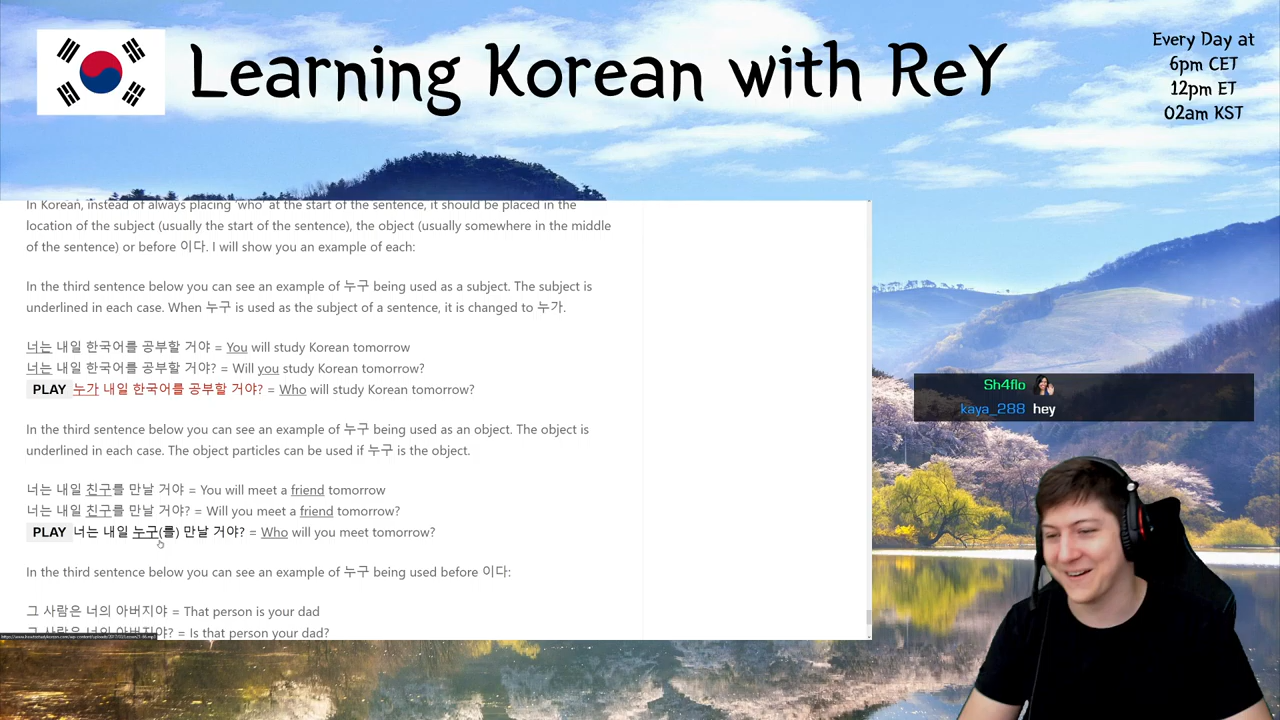 Learning Korean with ReY
Every Day at
6pm CET
12pm ET
02am KST
In Korean, instead of always placing 'who' at the start of the sentence, it should be placed in the
location of the subject (usually the start of the sentence), the object (usually somewhere in the middle
of the sentence) or before 이다. I will show you an example of each:
In the third sentence below you can see an example of 누구 being used as a subject. The subject is
underlined in each case. When 누구 is used as the subject of a sentence, it is changed to 누가.
너는 내일 한국어를 공부할 거야 = You will study Korean tomorrow
너는 내일 한국어를 공부할 거야? = Will you study Korean tomorrow?
PLAY 누가 내일 한국어를 공부할 거야? = Who will study Korean tomorrow?
In the third sentence below you can see an example of 누구 being used as an object. The object is
underlined in each case. The object particles can be used if 누구 is the object.
너는 내일 친구를 만날 거야 = You will meet a friend tomorrow
너는 내일 친구를 만날 거야? = Will you meet a friend tomorrow?
PLAY 너는 내일 누구(를) 만날 거야? = Who will you meet tomorrow?
In the third sentence below you can see an example of 누구 being used before 이다:
그 사람은 너의 아버지야 = That person is your dad
그 사람은 너의 아버지야? = Is that person your dad?
Sh4flo
kaya_288 hey